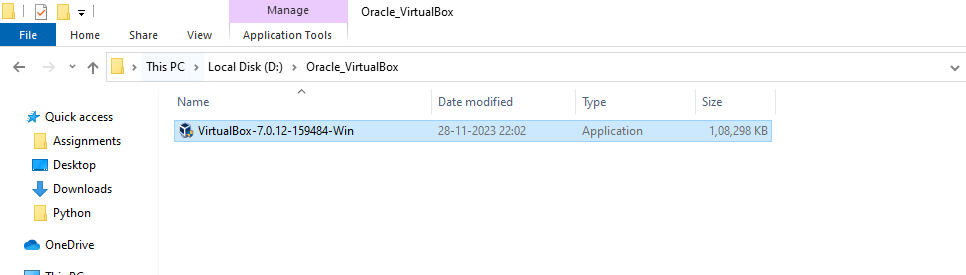 Manage Oracle_VirtualBox
File Home Share View Application Tools
This PC Local Disk (D:) Oracle_VirtualBox
Name Date modified Type Size
VirtualBox-7.0.12-159484-Win 28-11-2023 22:02 Application 1,08,298 KB
Quick access
Assignments
Desktop
Downloads
Python
OneDrive
This PC